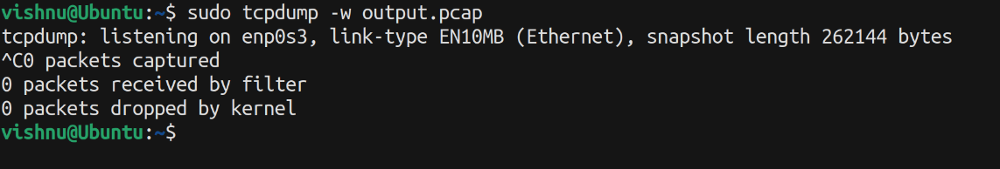 vishnu@Ubuntu:~$ sudo tcpdump -w output.pcap
tcpdump: listening on enp0s3, link-type EN10MB (Ethernet), snapshot length 262144 bytes
^C0 packets captured
0 packets received by filter
0 packets dropped by kernel
vishnu@Ubuntu:~$